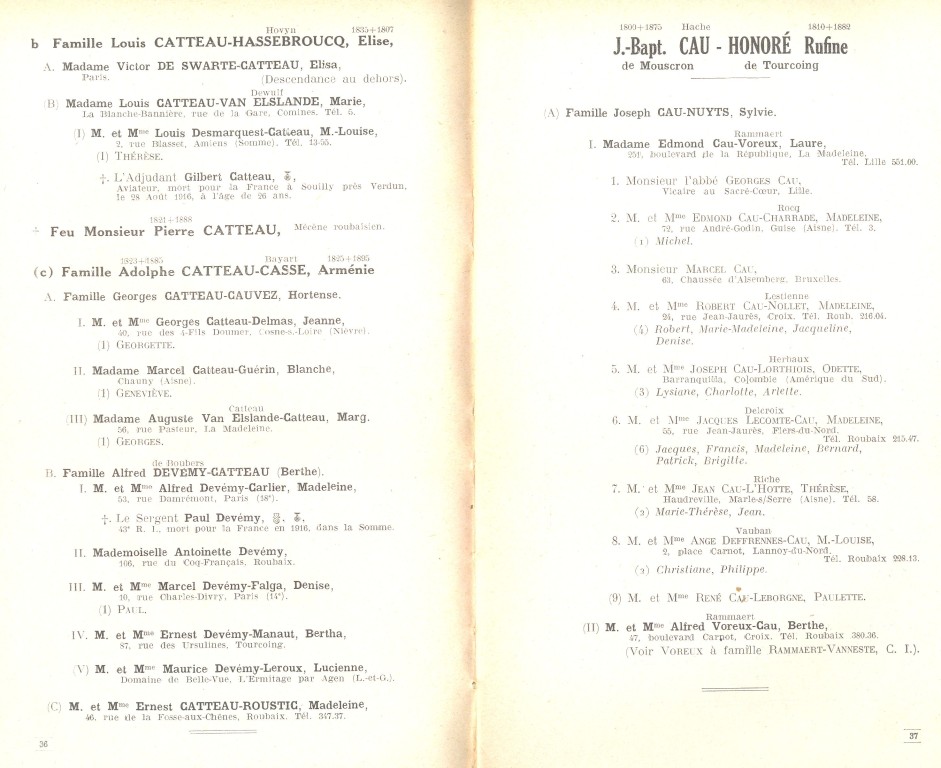 Hovyn 1835+1897
b Famille Louis CATTEAU-HASSEBROUCQ, Elise,
A. Madame Victor DE SWARTE-CATTEAU, Elisa,
Paris. (Descendance au dehors).
Dewulf
(B) Madame Louis CATTEAU-VAN ELSLANDE, Marie,
La Blanche-Bannière, rue de la Gare, Comines. Tél. 5.
(I) M. et Mme Louis Desmarquest-Catteau, M.-Louise,
2, rue Blasset, Amiens (Somme). Tél. 13-55.
(1) THÉRÈSE.
‡. L'Adjudant Gilbert Catteau,
Aviateur, mort pour la France à Souilly près Verdun,
le 28 Août 1916, à l'âge de 26 ans.
1821+1888
Feu Monsieur Pierre CATTEAU, Mécène roubaisien.
1923+1885 Bayart 1825+1895
(c) Famille Adolphe CATTEAU-CASSE, Arménie
A. Famille Georges CATTEAU-CAUVEZ, Hortense.
I. M. et Mme Georges Catteau-Delmas, Jeanne,
40, rue des 4-Fils Doumer, Cosne-s.-Loire (Nièvre).
(1) GEORGETTE.
II. Madame Marcel Catteau-Guérin, Blanche,
Chauny (Aisne).
(1) GENEVIÈVE.
Catteau
(III) Madame Auguste Van Elslande-Catteau, Marg.
56, rue Pasteur, La Madeleine.
(1) GEORGES.
de Boubers
B. Famille Alfred DEVÉMY-CATTEAU (Berthe).
I. M. et Mme Alfred Devémy-Carlier, Madeleine,
53, rue Damrémont, Paris (18e).
‡. Le Sergent Paul Devémy,
43e R. I., mort pour la France en 1916, dans la Somme.
II. Mademoiselle Antoinette Devémy,
166, rue du Coq-Français, Roubaix.
III. M. et Mme Marcel Devémy-Falga, Denise,
10, rue Charles-Divry, Paris (14e).
(1) PAUL.
IV. M. et Mme Ernest Devémy-Manaut, Bertha,
87, rue des Ursulines, Tourcoing.
(V) M. et Mme Maurice Devémy-Leroux, Lucienne,
Domaine de Belle-Vue, L'Ermitage par Agen (L.-et-G.).
(C) M. et Mme Ernest CATTEAU-ROUSTIC, Madeleine,
46, rue de la Fosse-aux-Chênes, Roubaix. Tél. 347.37.
36
1800+1875 Hache 1810+1882
J.-Bapt. CAU - HONORÉ Rufine
de Mouscron de Tourcoing
(A) Famille Joseph CAU-NUYTS, Sylvie.
Rammaert
I. Madame Edmond Cau-Voreux, Laure,
251, boulevard de la République, La Madeleine.
Tél. Lille 551.00.
1. Monsieur l'abbé GEORGES CAU,
Vicaire au Sacré-Cœur, Lille.
Rocq
2. M. et Mme EDMOND CAU-CHARRADE, MADELEINE,
72, rue André-Godin, Guise (Aisne). Tél. 3.
(1) Michel.
3. Monsieur MARCEL CAU,
63, Chaussée d'Alsemberg, Bruxelles.
Lestienne
4. M. et Mme ROBERT CAU-NOLLET, MADELEINE,
24, rue Jean-Jaurès, Croix. Tél. Roub. 216.04.
(4) Robert, Marie-Madeleine, Jacqueline,
Denise.
Herbaux
5. M. et Mme JOSEPH CAU-LORTHIOIS, ODETTE,
Barranquilla, Colombie (Amérique du Sud).
(3) Lysiane, Charlotte, Arlette.
Delcroix
6. M. et Mme JACQUES LECOMTE-CAU, MADELEINE,
55, rue Jean-Jaurès, Flers-du-Nord.
Tél. Roubaix 215.47.
(6) Jacques, Francis, Madeleine, Bernard,
Patrick, Brigitte.
Riche
7. M. et Mme JEAN CAU-L'HOTTE, THÉRÈSE,
Haudreville, Marle-s/Serre (Aisne). Tél. 58.
(2) Marie-Thérèse, Jean.
Vauban
8. M. et Mme ANGE DEFFRENNES-CAU, M.-LOUISE,
2, place Carnot, Lannoy-du-Nord.
Tél. Roubaix 228.13.
(2) Christiane, Philippe.
(9) M. et Mme RENÉ CAU-LEBORGNE, PAULETTE.
Rammaert
(II) M. et Mme Alfred Voreux-Cau, Berthe,
47, boulevard Carnot, Croix. Tél. Roubaix 380.36.
(Voir VOREUX à famille RAMMAERT-VANNESTE, C. I.).
37